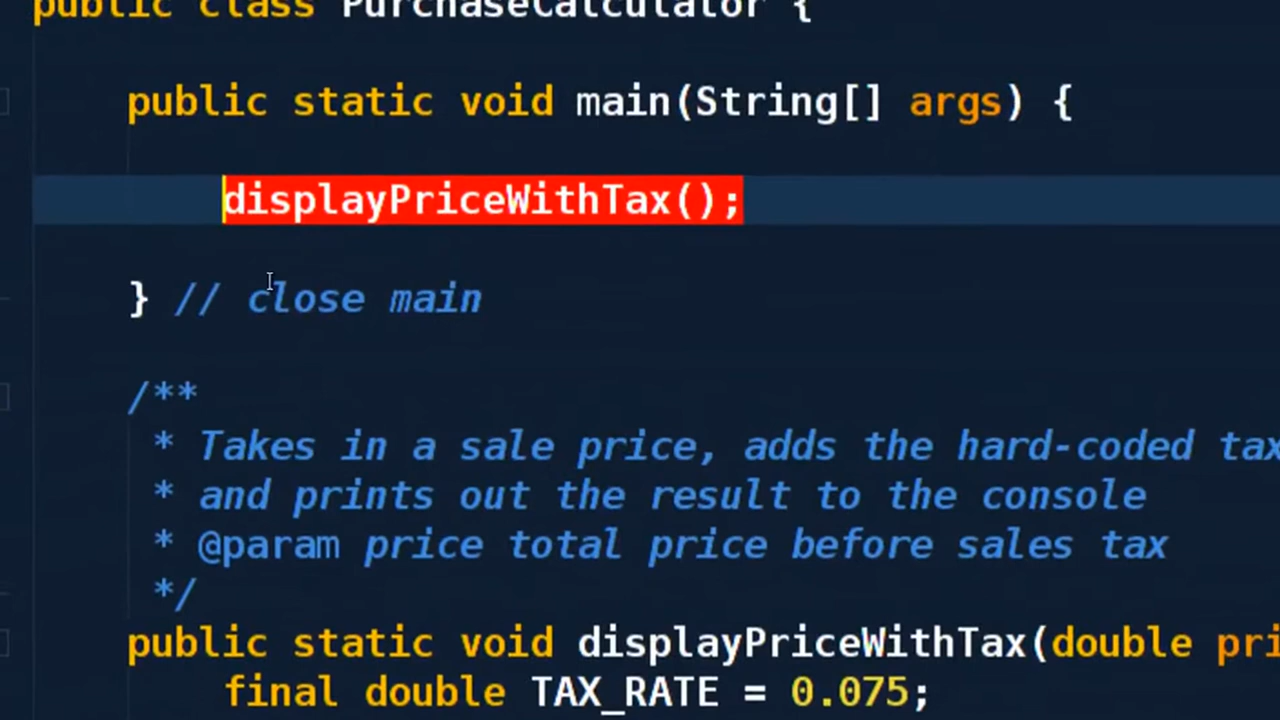 public class PurchaseCalculator {
public static void main(String[] args) {
displayPriceWithTax();
} // close main
/**
* Takes in a sale price, adds the hard-coded tax
* and prints out the result to the console
* @param price total price before sales tax
*/
public static void displayPriceWithTax(double pri
final double TAX_RATE = 0.075;